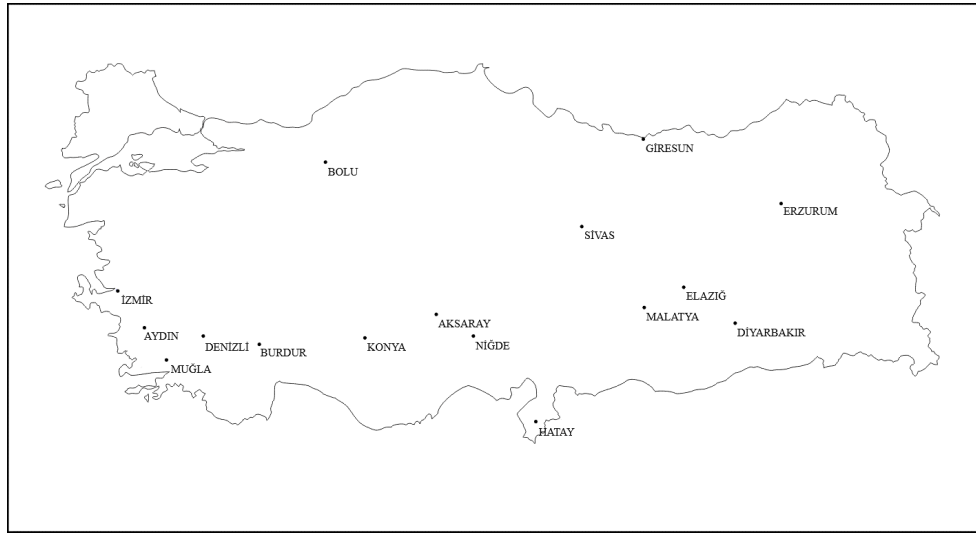 GİRESUN
BOLU
ERZURUM
SİVAS
ELAZIĞ
İZMİR
MALATYA
AKSARAY
DİYARBAKIR
AYDIN
DENİZLİ
BURDUR
KONYA
NİĞDE
MUĞLA
HATAY